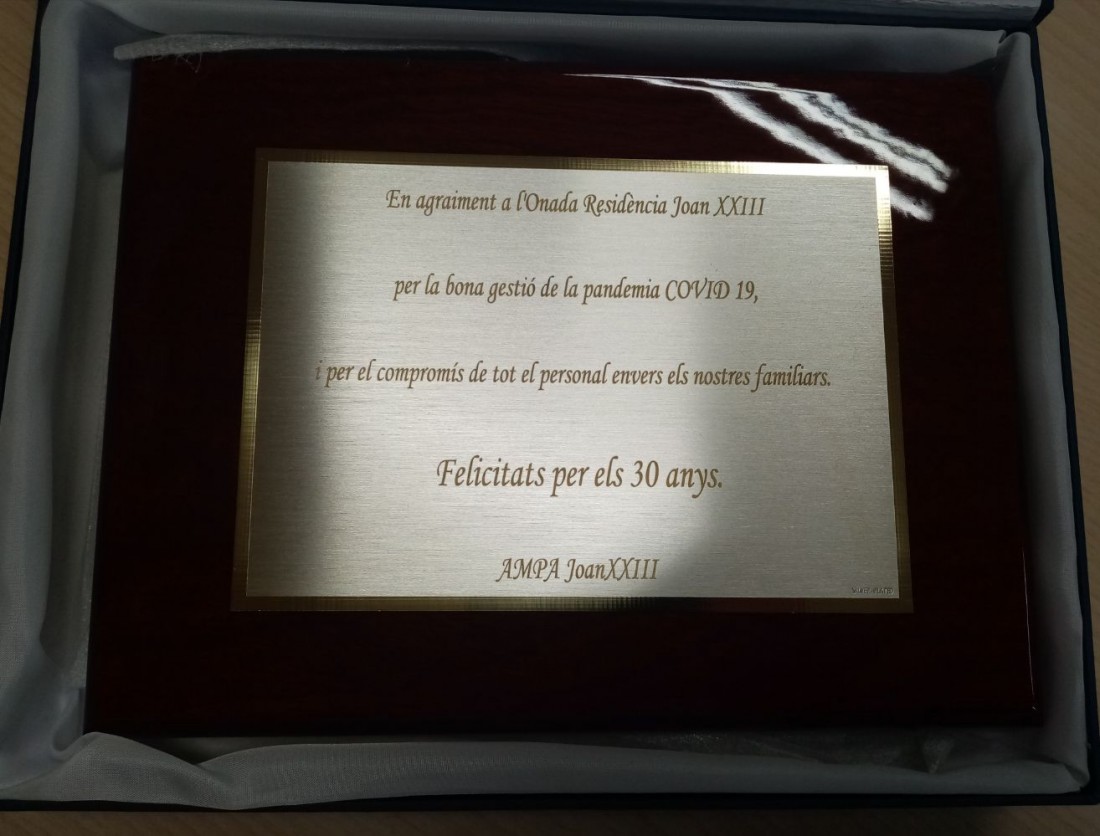 En agraiment a l'Onada Residència Joan XXIII
per la bona gestió de la pandemia COVID 19,
i per el compromís de tot el personal envers els nostres familiars.
Felicitats per els 30 anys.
AMPA JoanXXIII